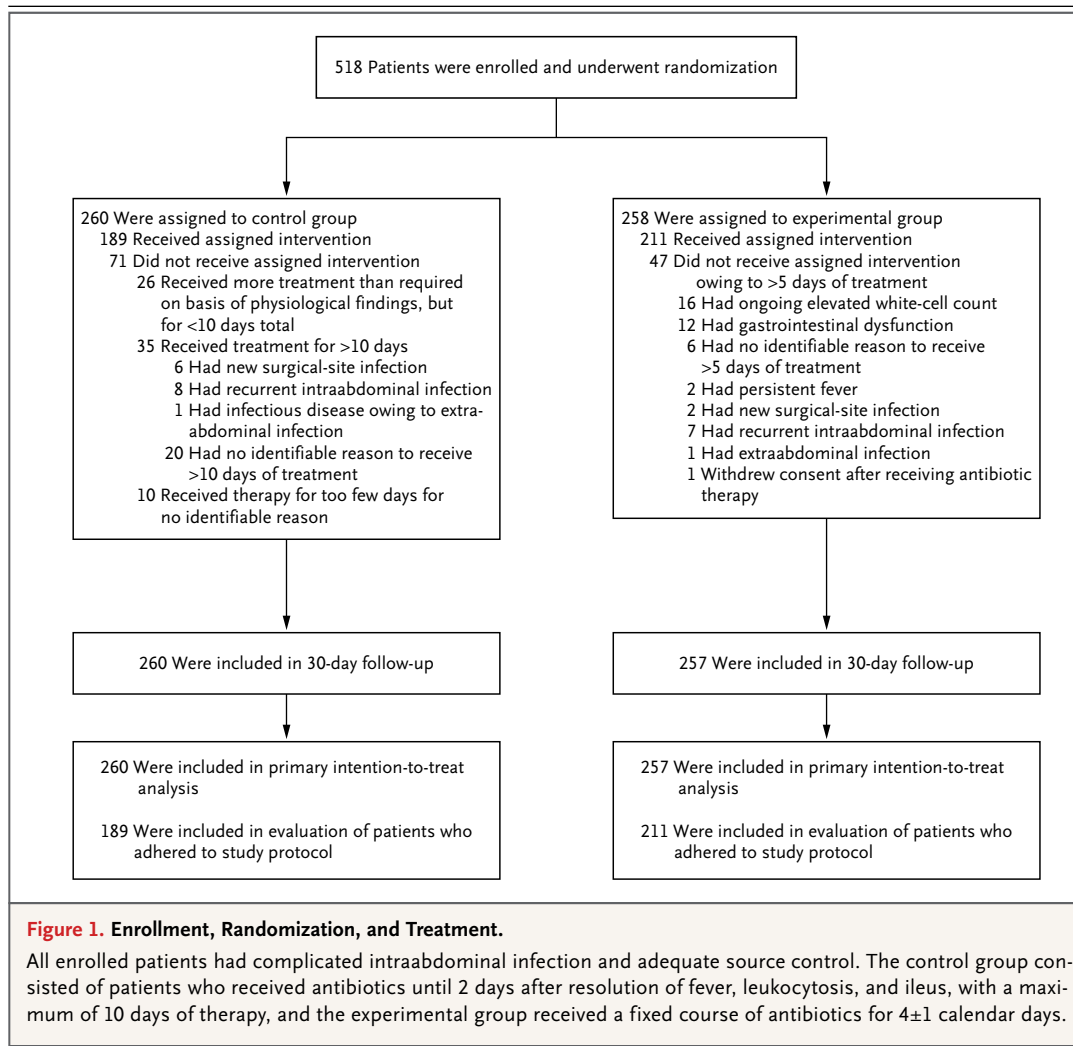 518 Patients were enrolled and underwent randomization
260 Were assigned to control group
189 Received assigned intervention
71 Did not receive assigned intervention
26 Received more treatment than required
on basis of physiological findings, but
for <10 days total
35 Received treatment for >10 days
6 Had new surgical-site infection
8 Had recurrent intraabdominal infection
1 Had infectious disease owing to extra-
abdominal infection
20 Had no identifiable reason to receive
>10 days of treatment
10 Received therapy for too few days for
no identifiable reason
258 Were assigned to experimental group
211 Received assigned intervention
47 Did not receive assigned intervention
owing to >5 days of treatment
16 Had ongoing elevated white-cell count
12 Had gastrointestinal dysfunction
6 Had no identifiable reason to receive
>5 days of treatment
2 Had persistent fever
2 Had new surgical-site infection
7 Had recurrent intraabdominal infection
1 Had extraabdominal infection
1 Withdrew consent after receiving antibiotic
therapy
260 Were included in 30-day follow-up
257 Were included in 30-day follow-up
260 Were included in primary intention-to-treat
analysis
189 Were included in evaluation of patients who
adhered to study protocol
257 Were included in primary intention-to-treat
analysis
211 Were included in evaluation of patients who
adhered to study protocol
Figure 1. Enrollment, Randomization, and Treatment.
All enrolled patients had complicated intraabdominal infection and adequate source control. The control group con-
sisted of patients who received antibiotics until 2 days after resolution of fever, leukocytosis, and ileus, with a maxi-
mum of 10 days of therapy, and the experimental group received a fixed course of antibiotics for 4±1 calendar days.